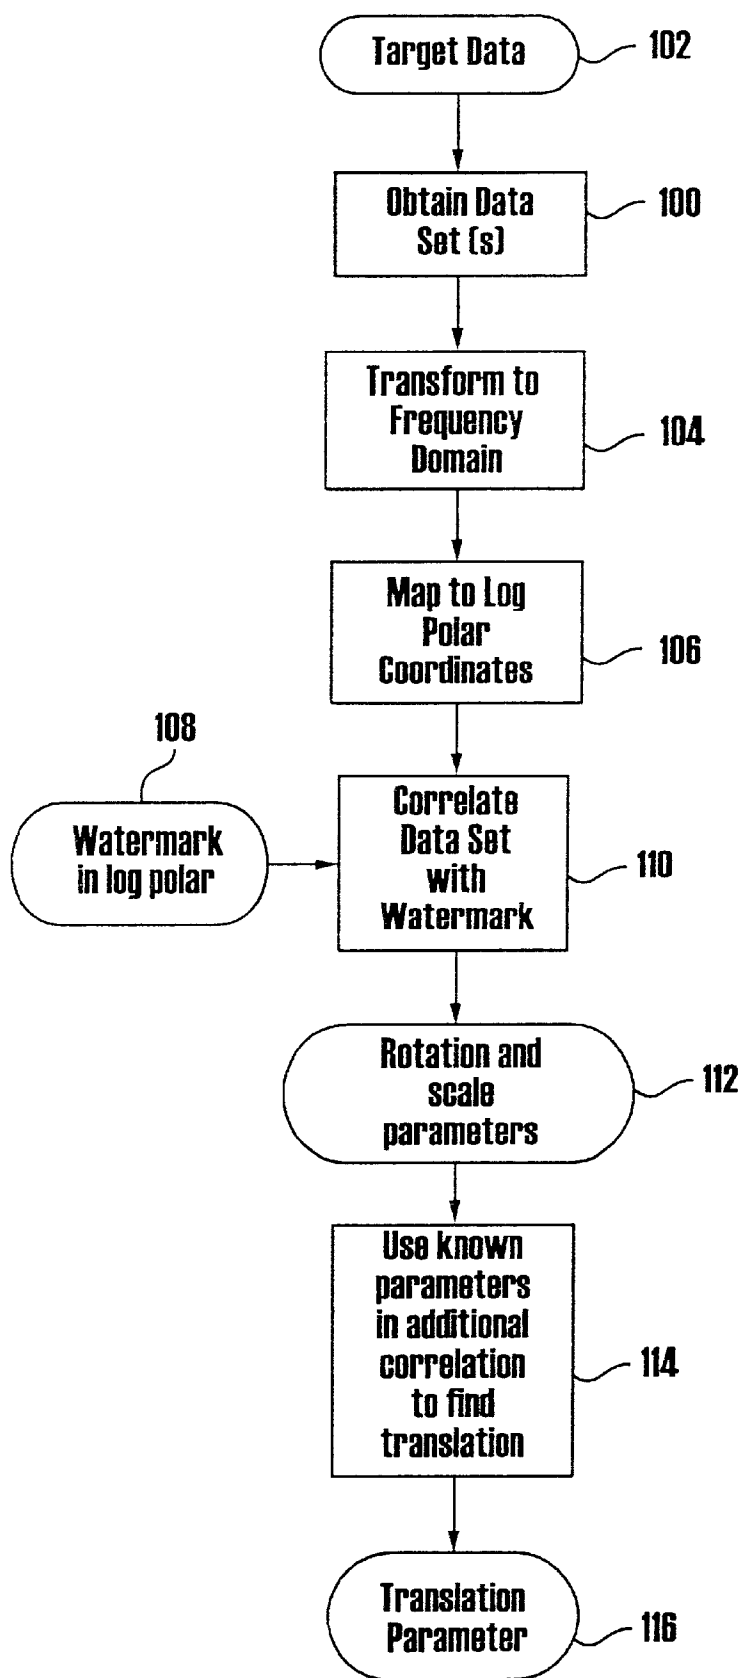 Target Data
102
Obtain Data
Set (s)
100
Transform to
Frequency
Domain
104
Map to Log
Polar
Coordinates
106
108
Watermark
in log polar
Correlate
Data Set
with
Watermark
110
Rotation and
scale
parameters
112
Use known
parameters
in additional
correlation
to find
translation
114
Translation
Parameter
116